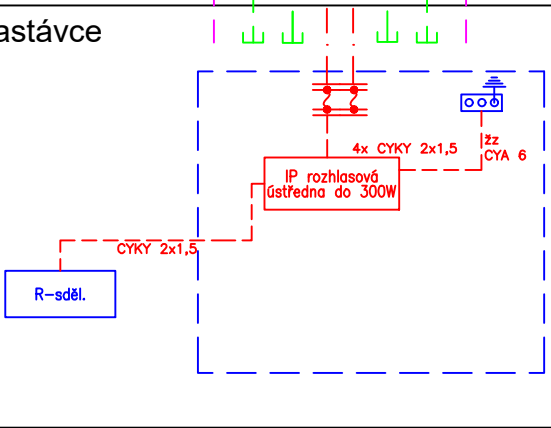 astávce
4x CYKY 2x1,5
žz
CYA 6
IP rozhlasová
ústředna do 300W
CYKY 2x1,5
R-sděl.